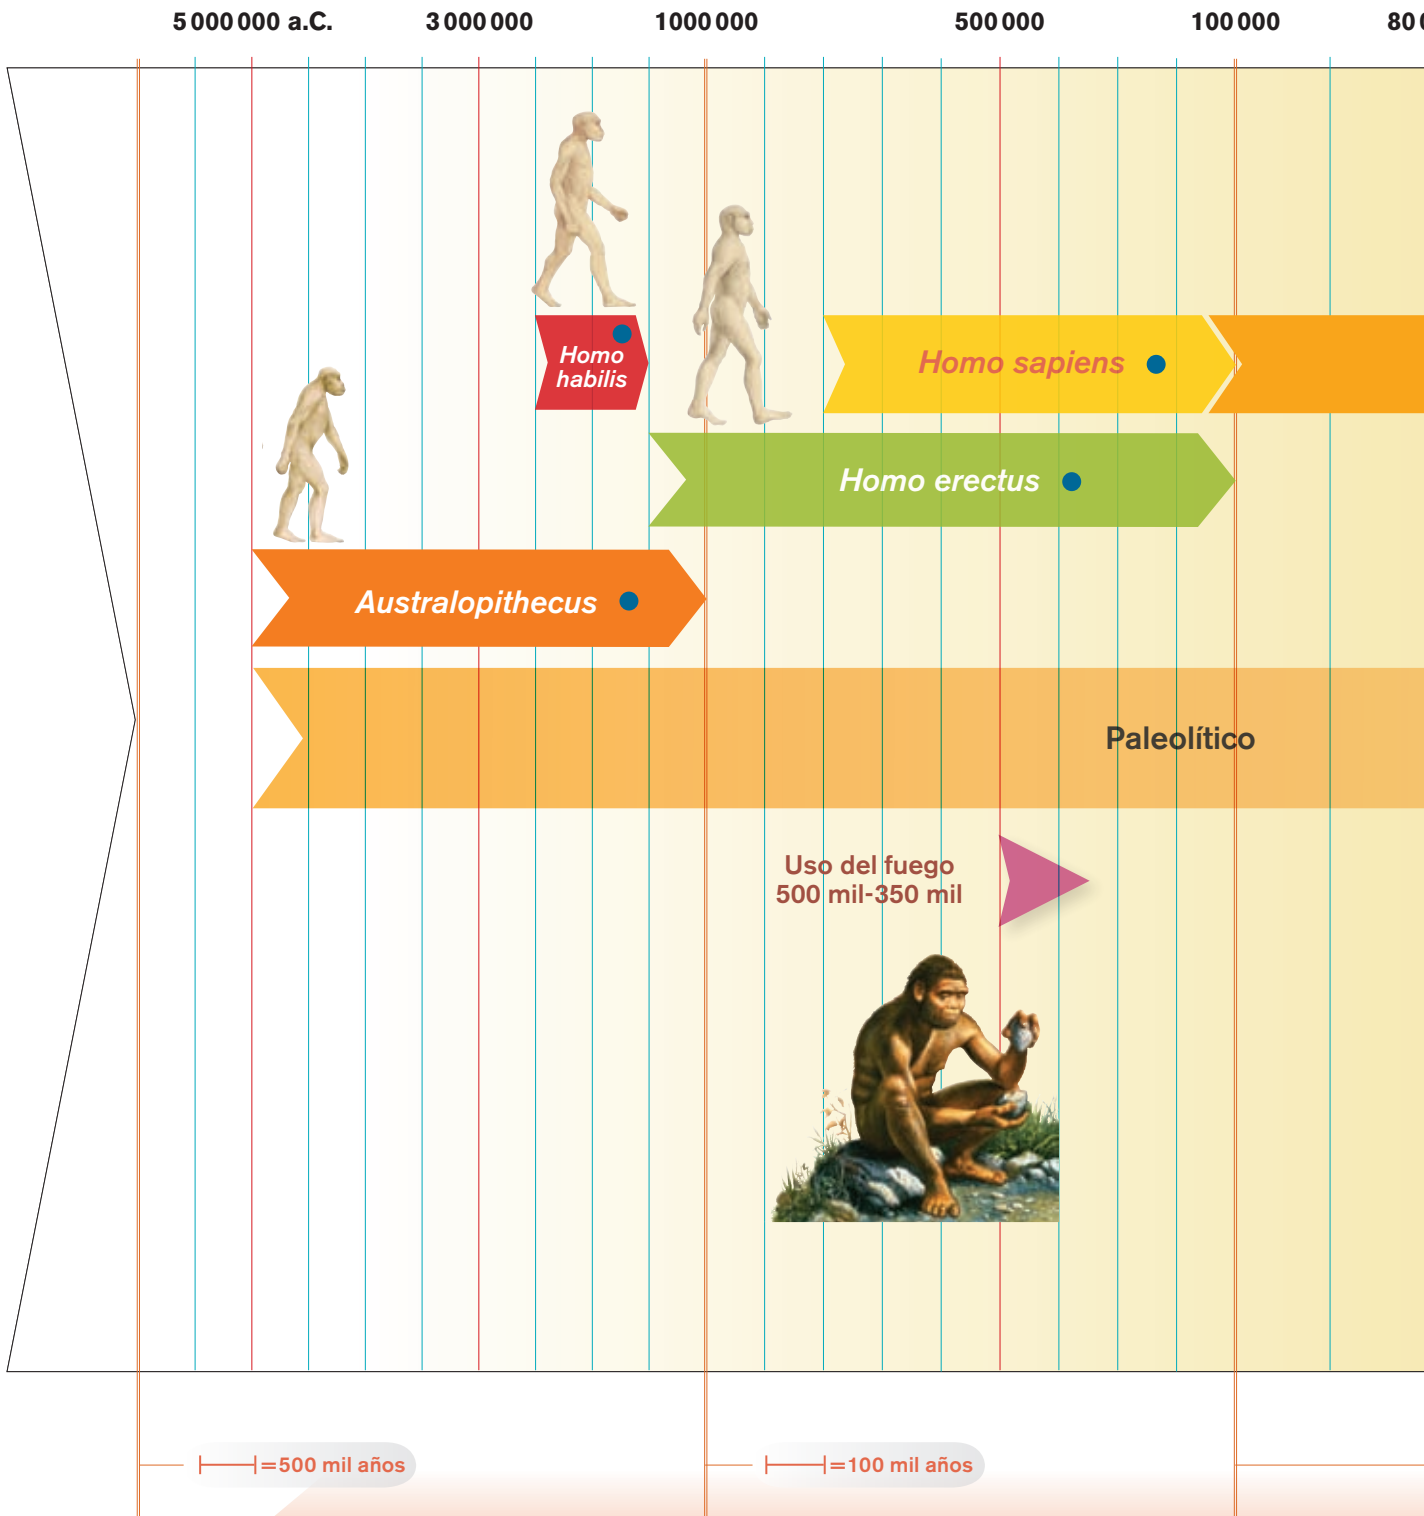 5 000 000 a.C. 3 000 000 1 000 000 500 000 100 000
Homo
habilis
Homo sapiens
Homo erectus
Australopithecus
Paleolítico
Uso del fuego
500 mil-350 mil
=500 mil años =100 mil años